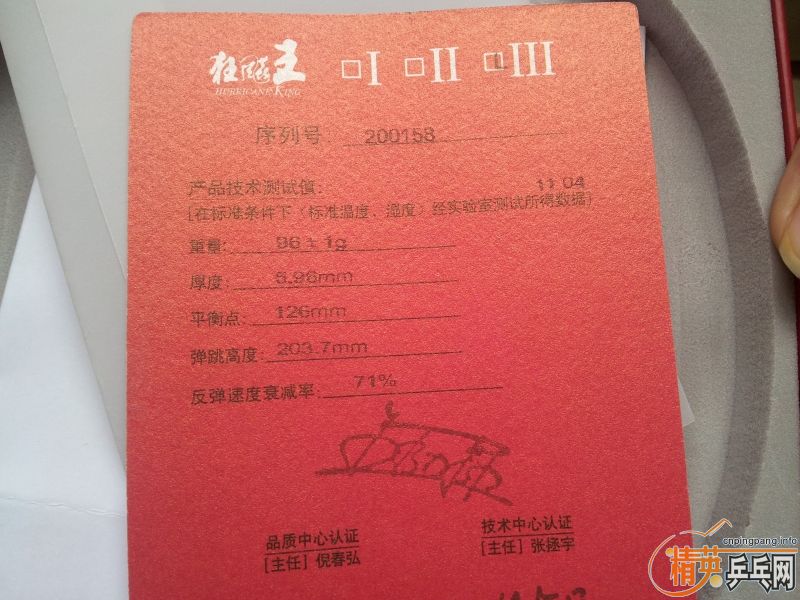 狂飚王 □I □II □III
HURRICANE KING
序列号: 200158
产品技术测试值: 11 04
[在标准条件下（标准温度、湿度）经实验室测试所得数据]
重量: 96±1g
厚度: 5.96mm
平衡点: 126mm
弹跳高度: 203.7mm
反弹速度衰减率: 71%
品质中心认证 技术中心认证
[主任] 倪春弘 [主任] 张拯宇
cnpingpang.info
精英乒乓网